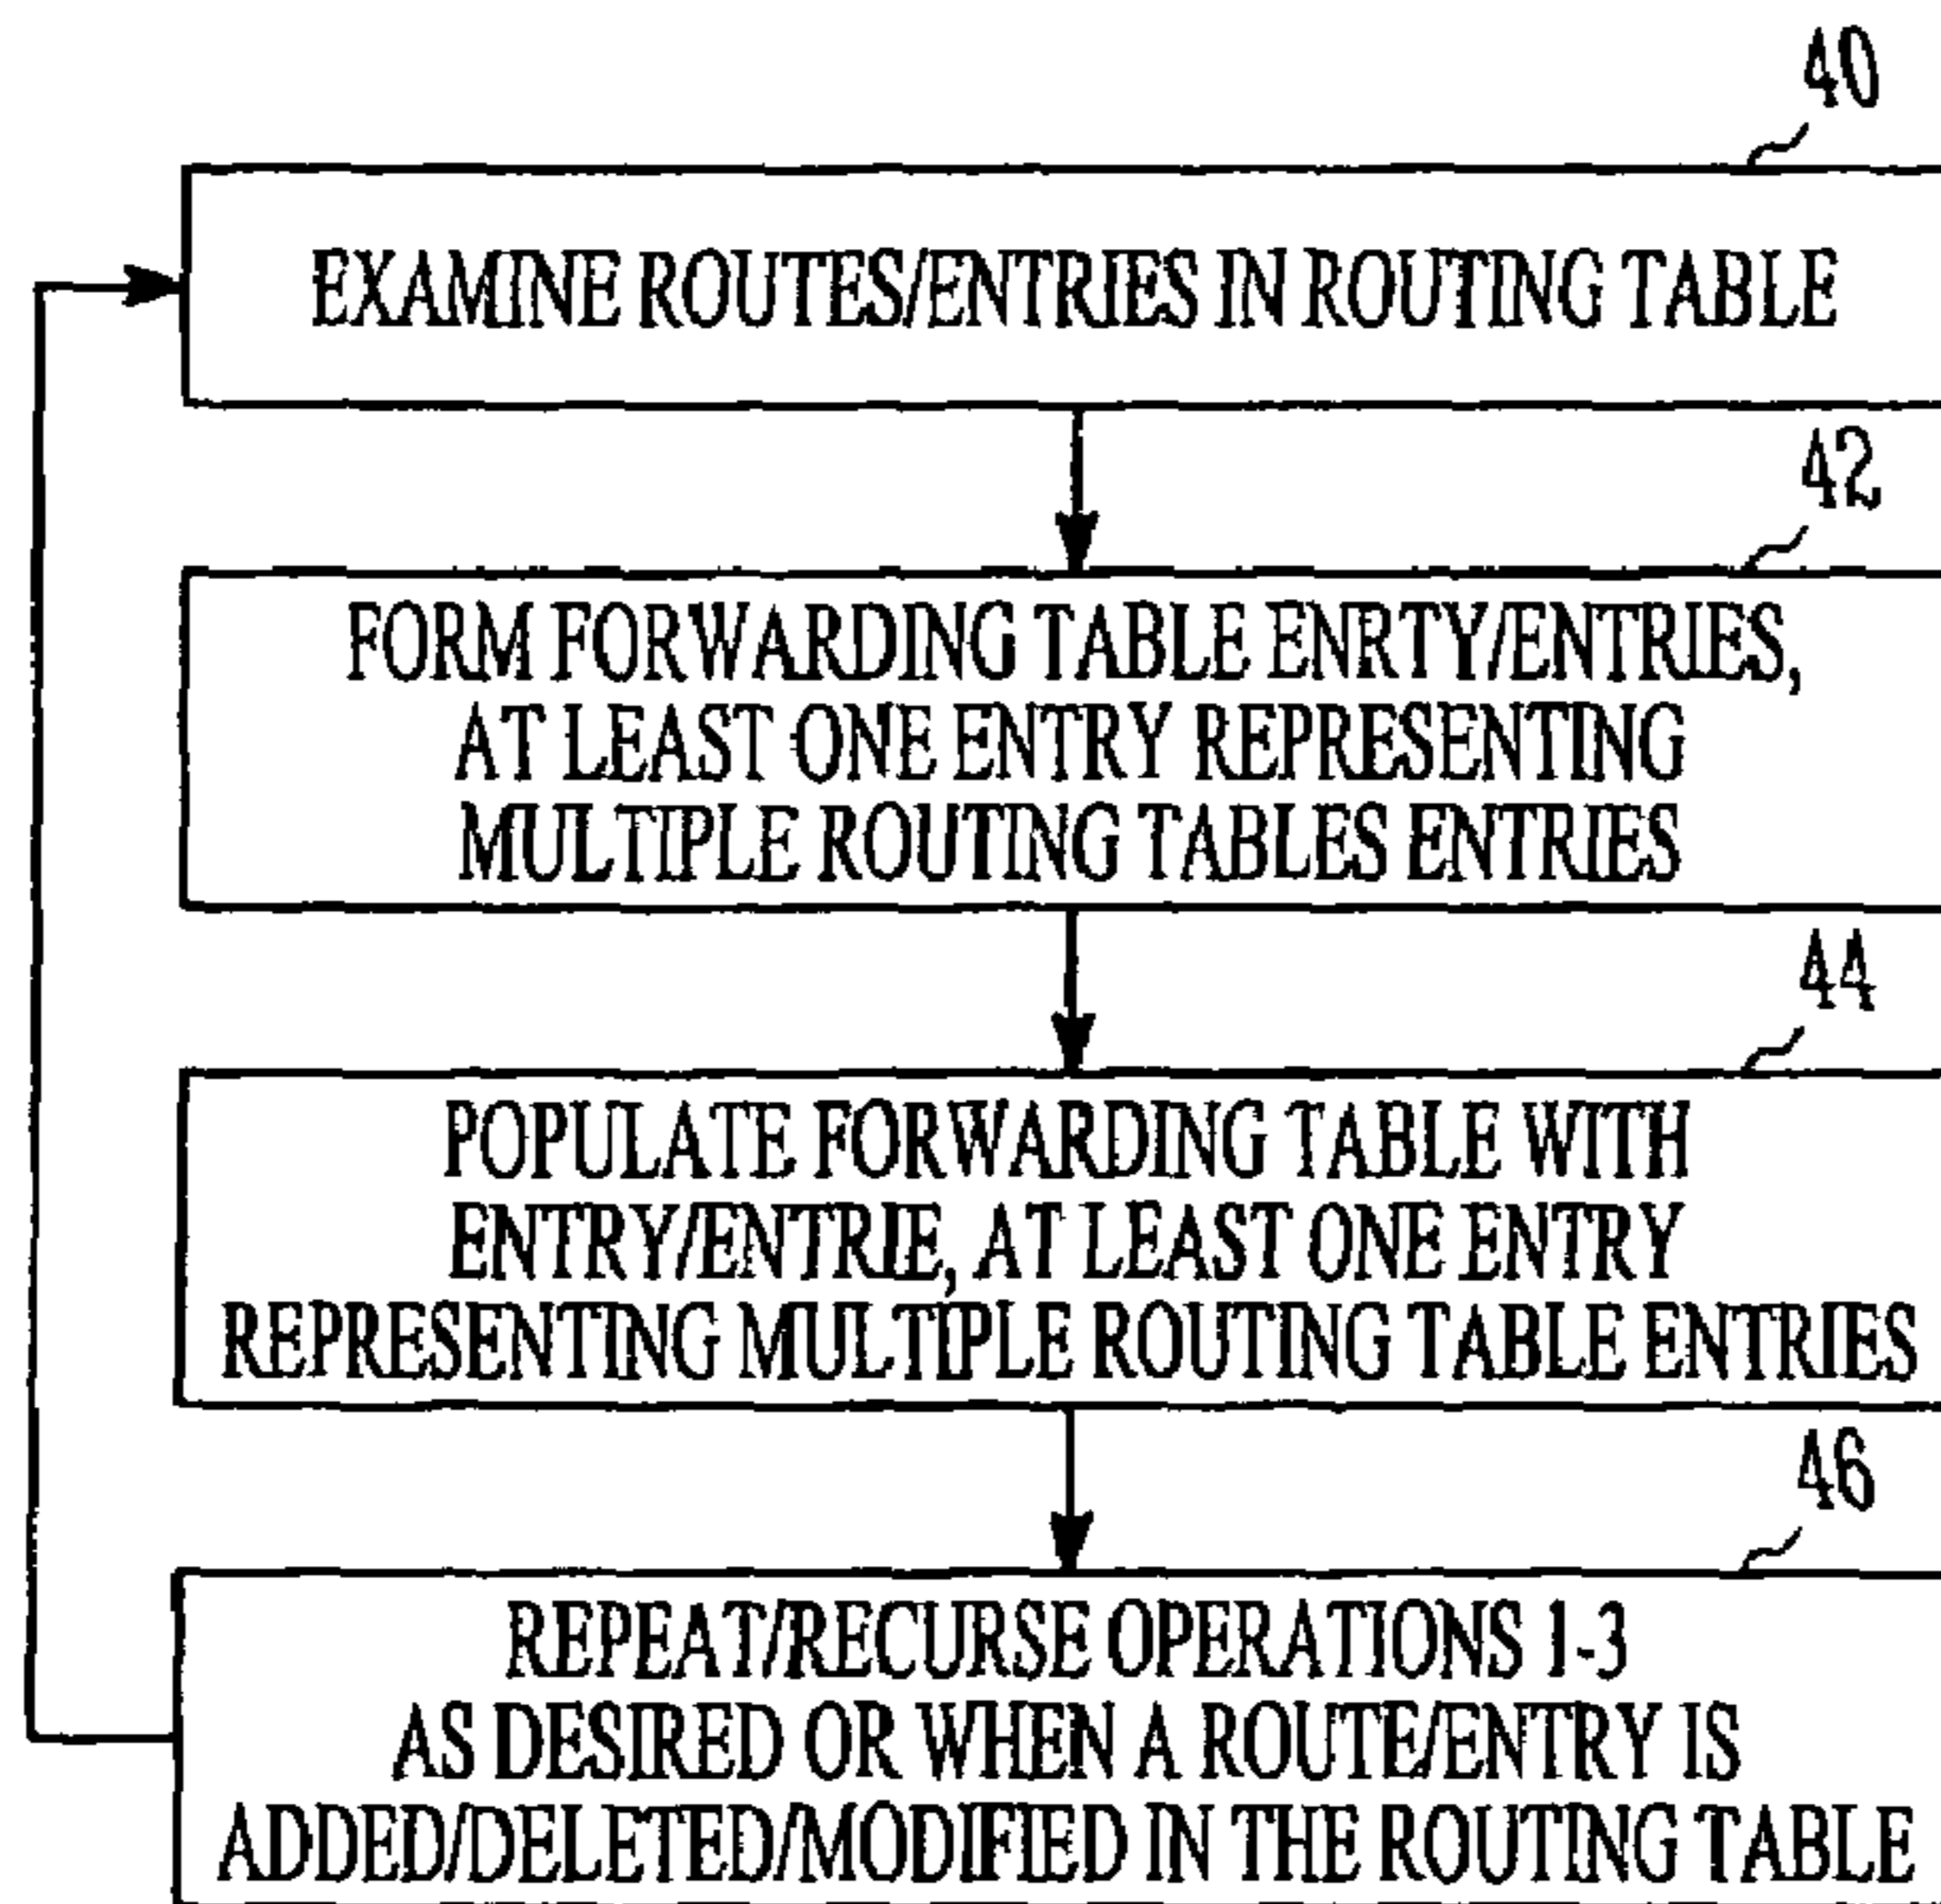 40
EXAMINE ROUTES/ENTRIES IN ROUTING TABLE
42
FORM FORWARDING TABLE ENRTY/ENTRIES,
AT LEAST ONE ENTRY REPRESENTING
MULTIPLE ROUTING TABLES ENTRIES
44
POPULATE FORWARDING TABLE WITH
ENTRY/ENTRIE, AT LEAST ONE ENTRY
REPRESENTING MULTIPLE ROUTING TABLE ENTRIES
46
REPEAT/RECURSE OPERATIONS 1-3
AS DESIRED OR WHEN A ROUTE/ENTRY IS
ADDED/DELETED/MODIFIED IN THE ROUTING TABLE